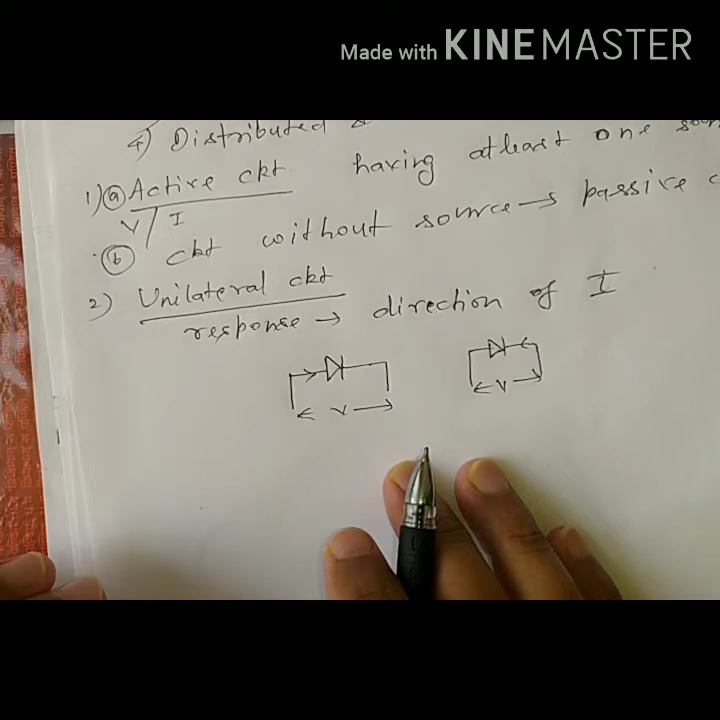 Made with KINEMASTER
4) Distributed &
1) (a) Active ckt having atleast one
V/I
(b) ckt without source → passive
2) Unilateral ckt
response → direction of I
← V →
← V →